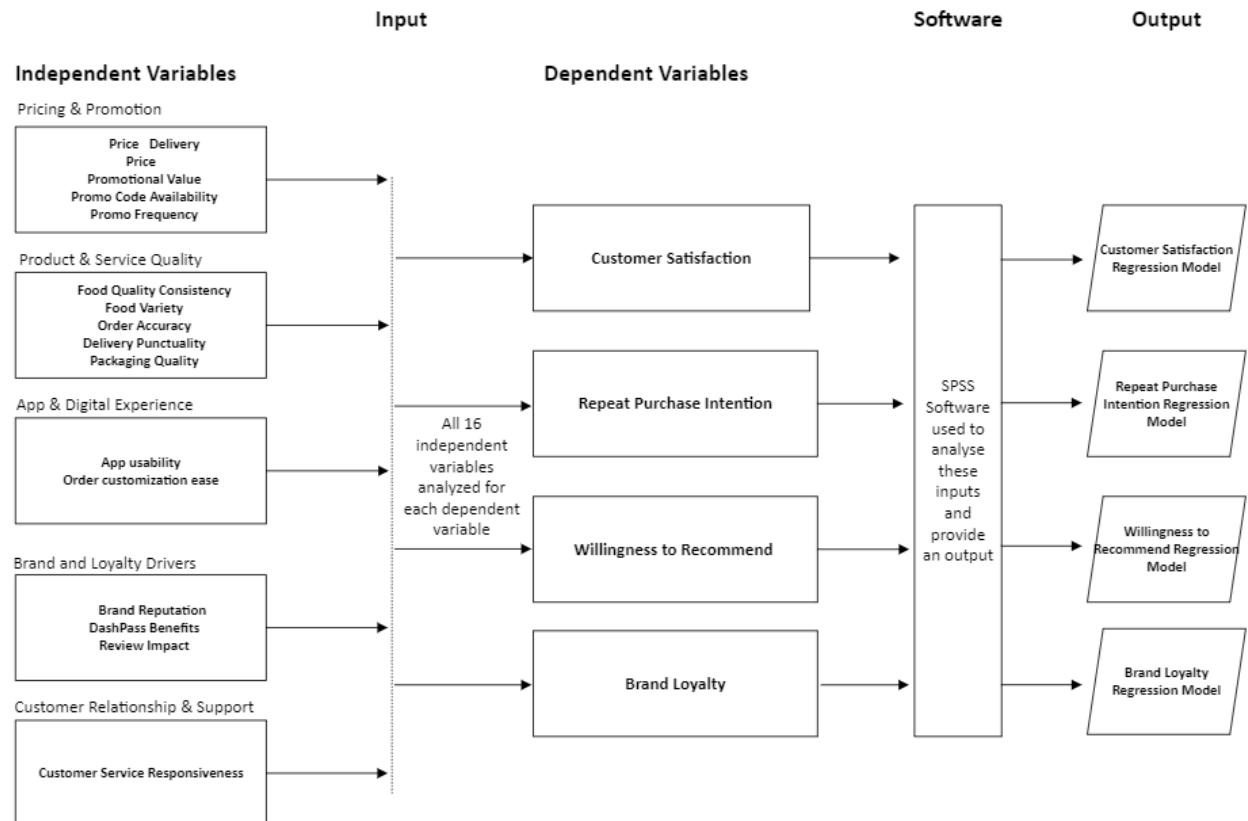 Input
Software
Output
Independent Variables
Dependent Variables
Pricing & Promotion
Price Delivery
Price
Promotional Value
Promo Code Availability
Promo Frequency
Product & Service Quality
Food Quality Consistency
Food Variety
Order Accuracy
Delivery Punctuality
Packaging Quality
App & Digital Experience
App usability
Order customization ease
Brand and Loyalty Drivers
Brand Reputation
DashPass Benefits
Review Impact
Customer Relationship & Support
Customer Service Responsiveness
All 16
independent
variables
analyzed for
each dependent
variable
Customer Satisfaction
Repeat Purchase Intention
Willingness to Recommend
Brand Loyalty
SPSS
Software
used to
analyse
these
inputs
and
provide
an output
Customer Satisfaction
Regression Model
Repeat Purchase
Intention Regression
Model
Willingness to
Recommend Regression
Model
Brand Loyalty
Regression Model